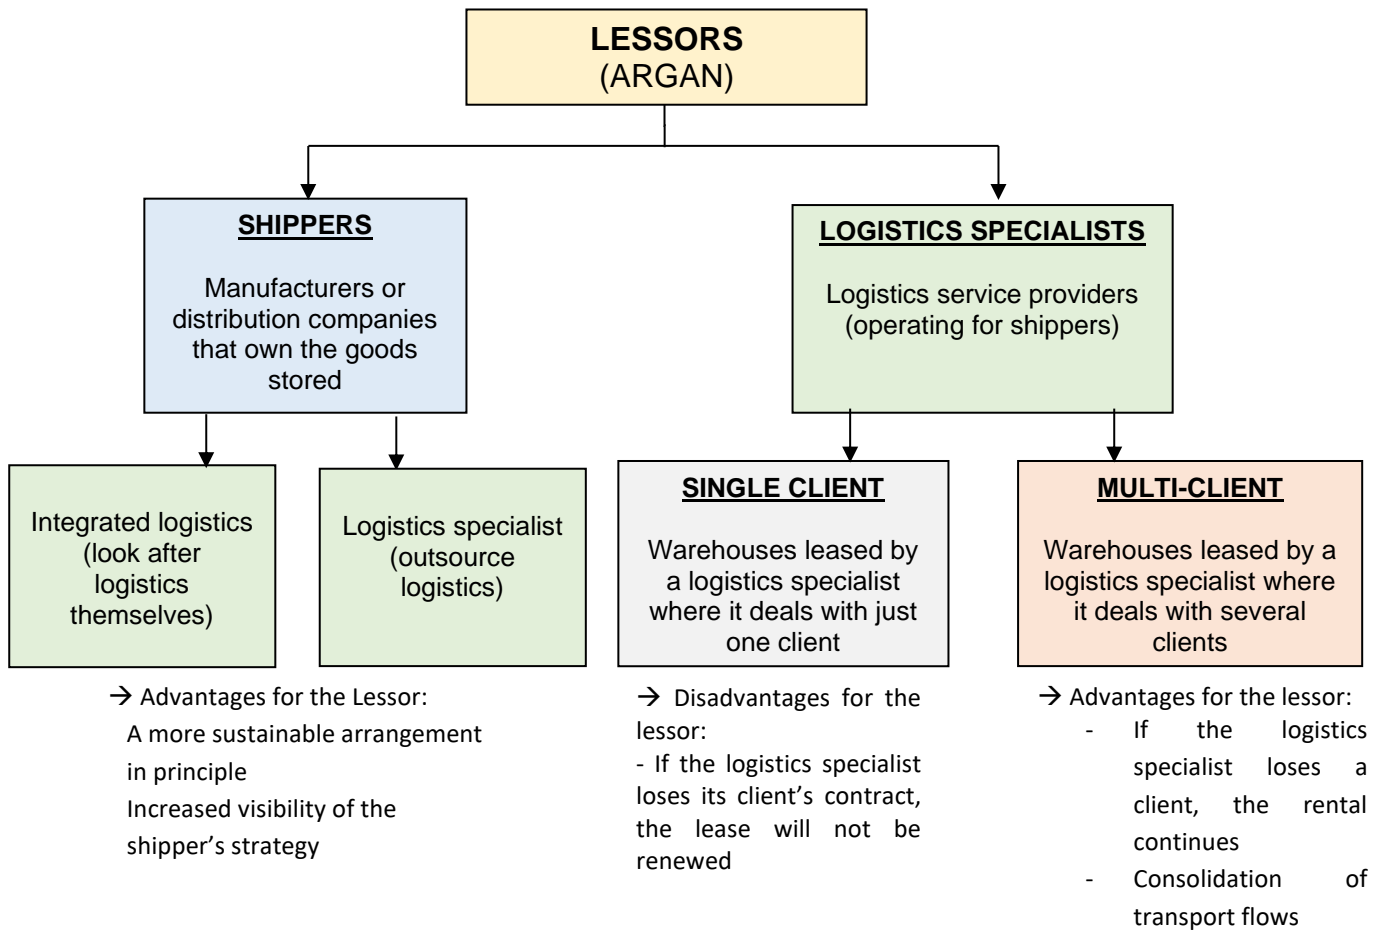 LESSORS
(ARGAN)
SHIPPERS
Manufacturers or
distribution companies
that own the goods
stored
LOGISTICS SPECIALISTS
Logistics service providers
(operating for shippers)
Integrated logistics
(look after
logistics
themselves)
Logistics specialist
(outsource
logistics)
SINGLE CLIENT
Warehouses leased by
a logistics specialist
where it deals with just
one client
MULTI-CLIENT
Warehouses leased by a
logistics specialist where
it deals with several
clients
→ Advantages for the Lessor:
A more sustainable arrangement
in principle
Increased visibility of the
shipper’s strategy
→ Disadvantages for the
lessor:
- If the logistics specialist
loses its client’s contract,
the lease will not be
renewed
→ Advantages for the lessor:
- If the logistics
specialist loses a
client, the rental
continues
- Consolidation of
transport flows